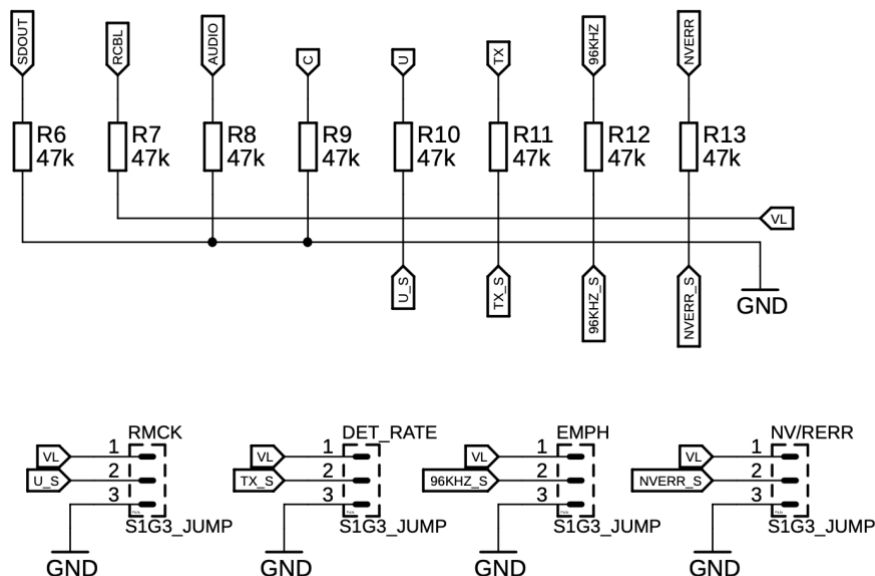 SDOUT
RCBL
AUDIO
C
U
TX
96KHZ
NVERR
R6
47k
R7
47k
R8
47k
R9
47k
R10
47k
R11
47k
R12
47k
R13
47k
VL
U_S
TX_S
96KHZ_S
NVERR_S
GND
RMCK
VL 1
U_S 2
3
S1G3_JUMP
GND
DET_RATE
VL 1
TX_S 2
3
S1G3_JUMP
GND
EMPH
VL 1
96KHZ_S 2
3
S1G3_JUMP
GND
NV/RERR
VL 1
NVERR_S 2
3
S1G3_JUMP
GND